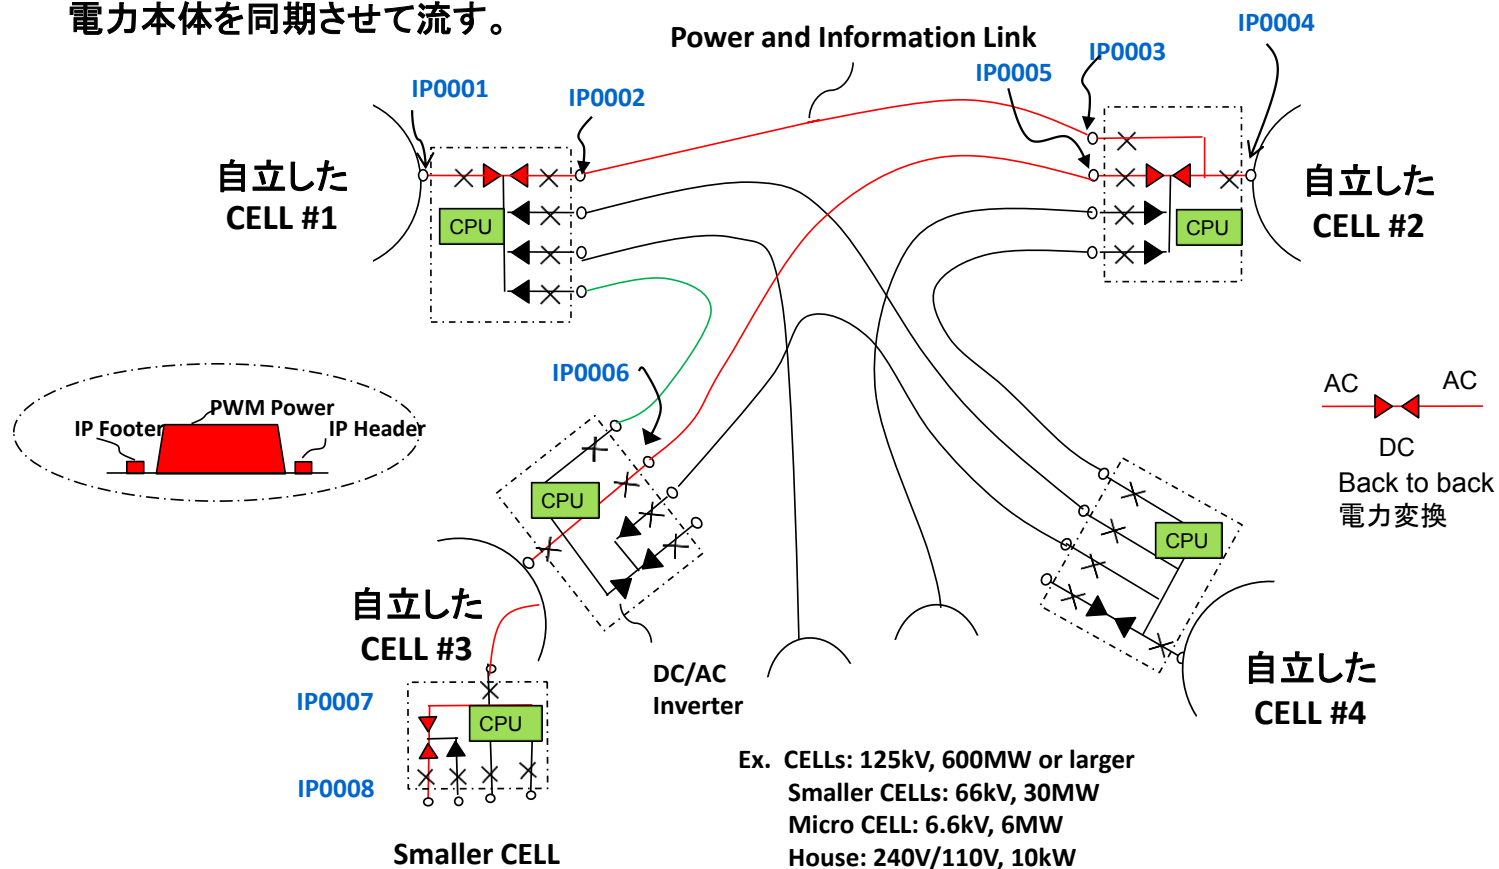 電力本体を同期させて流す。
Power and Information Link
IP0001
IP0002
IP0005
IP0003
IP0004
自立した
CELL #1
CPU
自立した
CELL #2
CPU
PWM Power
IP Footer
IP Header
IP0006
CPU
AC
AC
DC
Back to back
電力変換
CPU
自立した
CELL #3
DC/AC
Inverter
自立した
CELL #4
IP0007
CPU
IP0008
Smaller CELL
Ex. CELLs: 125kV, 600MW or larger
Smaller CELLs: 66kV, 30MW
Micro CELL: 6.6kV, 6MW
House: 240V/110V, 10kW